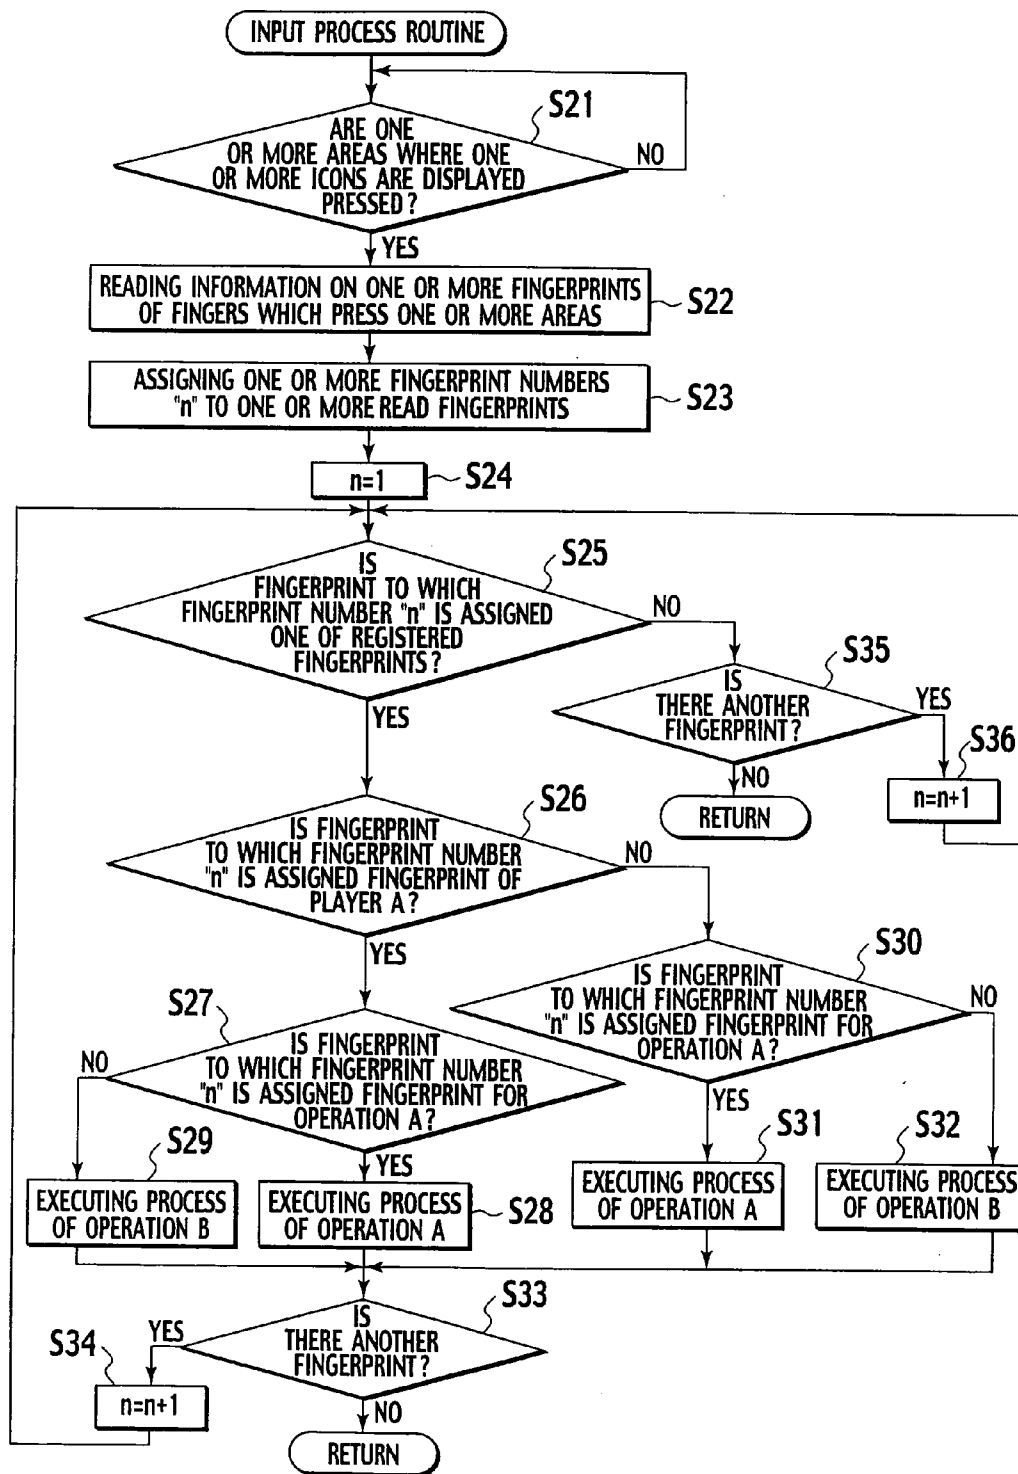 INPUT PROCESS ROUTINE
S21
ARE ONE
OR MORE AREAS WHERE ONE
OR MORE ICONS ARE DISPLAYED
PRESSED?
NO
YES
READING INFORMATION ON ONE OR MORE FINGERPRINTS
OF FINGERS WHICH PRESS ONE OR MORE AREAS
S22
ASSIGNING ONE OR MORE FINGERPRINT NUMBERS
"n" TO ONE OR MORE READ FINGERPRINTS
S23
n=1
S24
S25
IS
FINGERPRINT TO WHICH
FINGERPRINT NUMBER "n" IS ASSIGNED
ONE OF REGISTERED
FINGERPRINTS?
NO
YES
S35
IS
THERE ANOTHER
FINGERPRINT?
YES
NO
S36
n=n+1
RETURN
S26
IS FINGERPRINT
TO WHICH FINGERPRINT NUMBER
"n" IS ASSIGNED FINGERPRINT OF
PLAYER A?
NO
YES
S30
IS FINGERPRINT
TO WHICH FINGERPRINT NUMBER
"n" IS ASSIGNED FINGERPRINT FOR
OPERATION A?
NO
YES
S27
IS FINGERPRINT
TO WHICH FINGERPRINT NUMBER
"n" IS ASSIGNED FINGERPRINT FOR
OPERATION A?
NO
YES
S29
EXECUTING PROCESS
OF OPERATION B
EXECUTING PROCESS
OF OPERATION A
S28
S31
EXECUTING PROCESS
OF OPERATION A
S32
EXECUTING PROCESS
OF OPERATION B
S33
IS
THERE ANOTHER
FINGERPRINT?
YES
NO
S34
n=n+1
RETURN